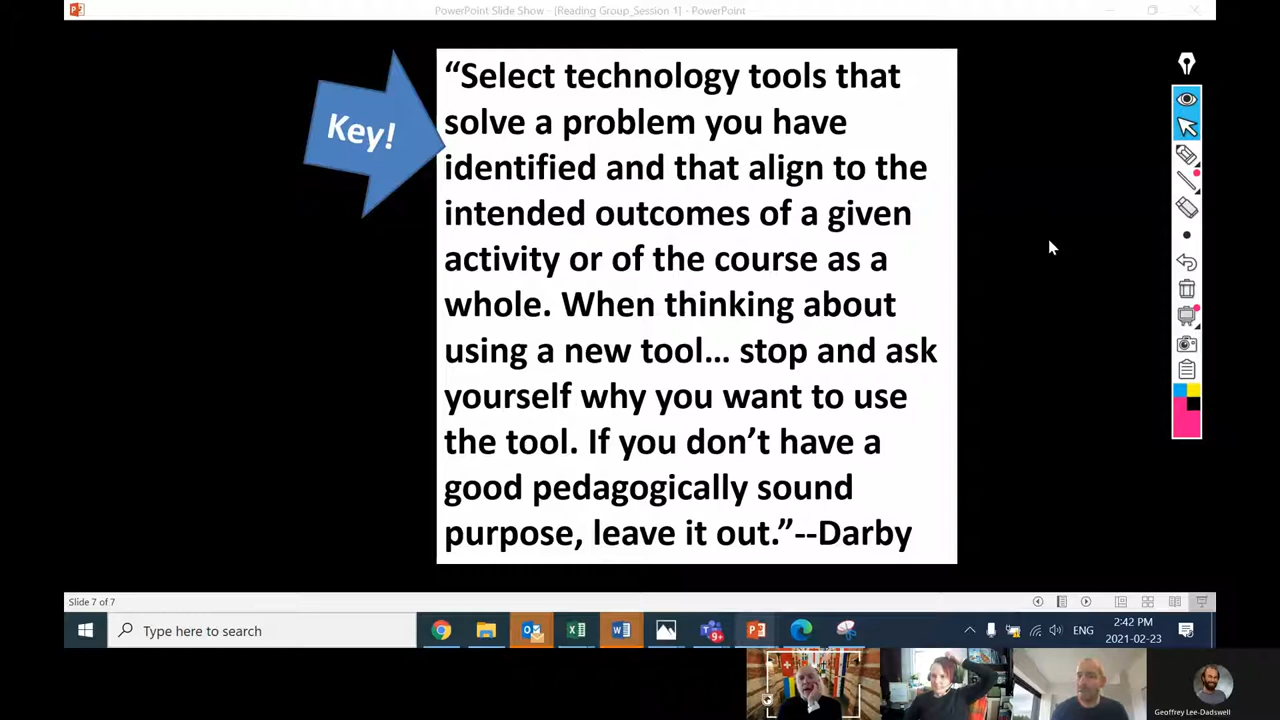 PowerPoint Slide Show - [Reading Group_Session 1] - PowerPoint
Key!
“Select technology tools that
solve a problem you have
identified and that align to the
intended outcomes of a given
activity or of the course as a
whole. When thinking about
using a new tool… stop and ask
yourself why you want to use
the tool. If you don’t have a
good pedagogically sound
purpose, leave it out.”--Darby
Slide 7 of 7
Type here to search
9+
ENG
2:42 PM
2021-02-23
Geoffrey Lee-Dadswell